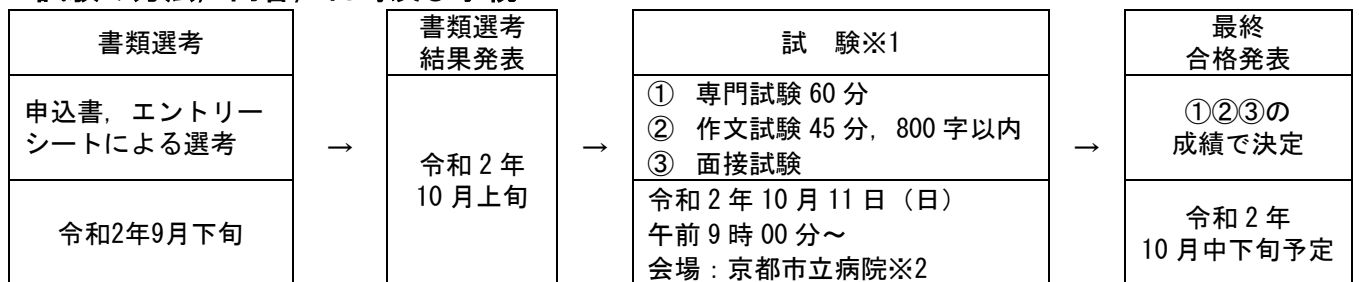 書類選考
申込書，エントリー
シートによる選考
令和2年9月下旬
→
書類選考
結果発表
令和 2 年
10 月上旬
→
試　験※1
①　専門試験 60 分
②　作文試験 45 分，800 字以内
③　面接試験
令和 2 年 10 月 11 日（日）
午前 9 時 00 分～
会場：京都市立病院※2
→
最終
合格発表
①②③の
成績で決定
令和 2 年
10 月中下旬予定